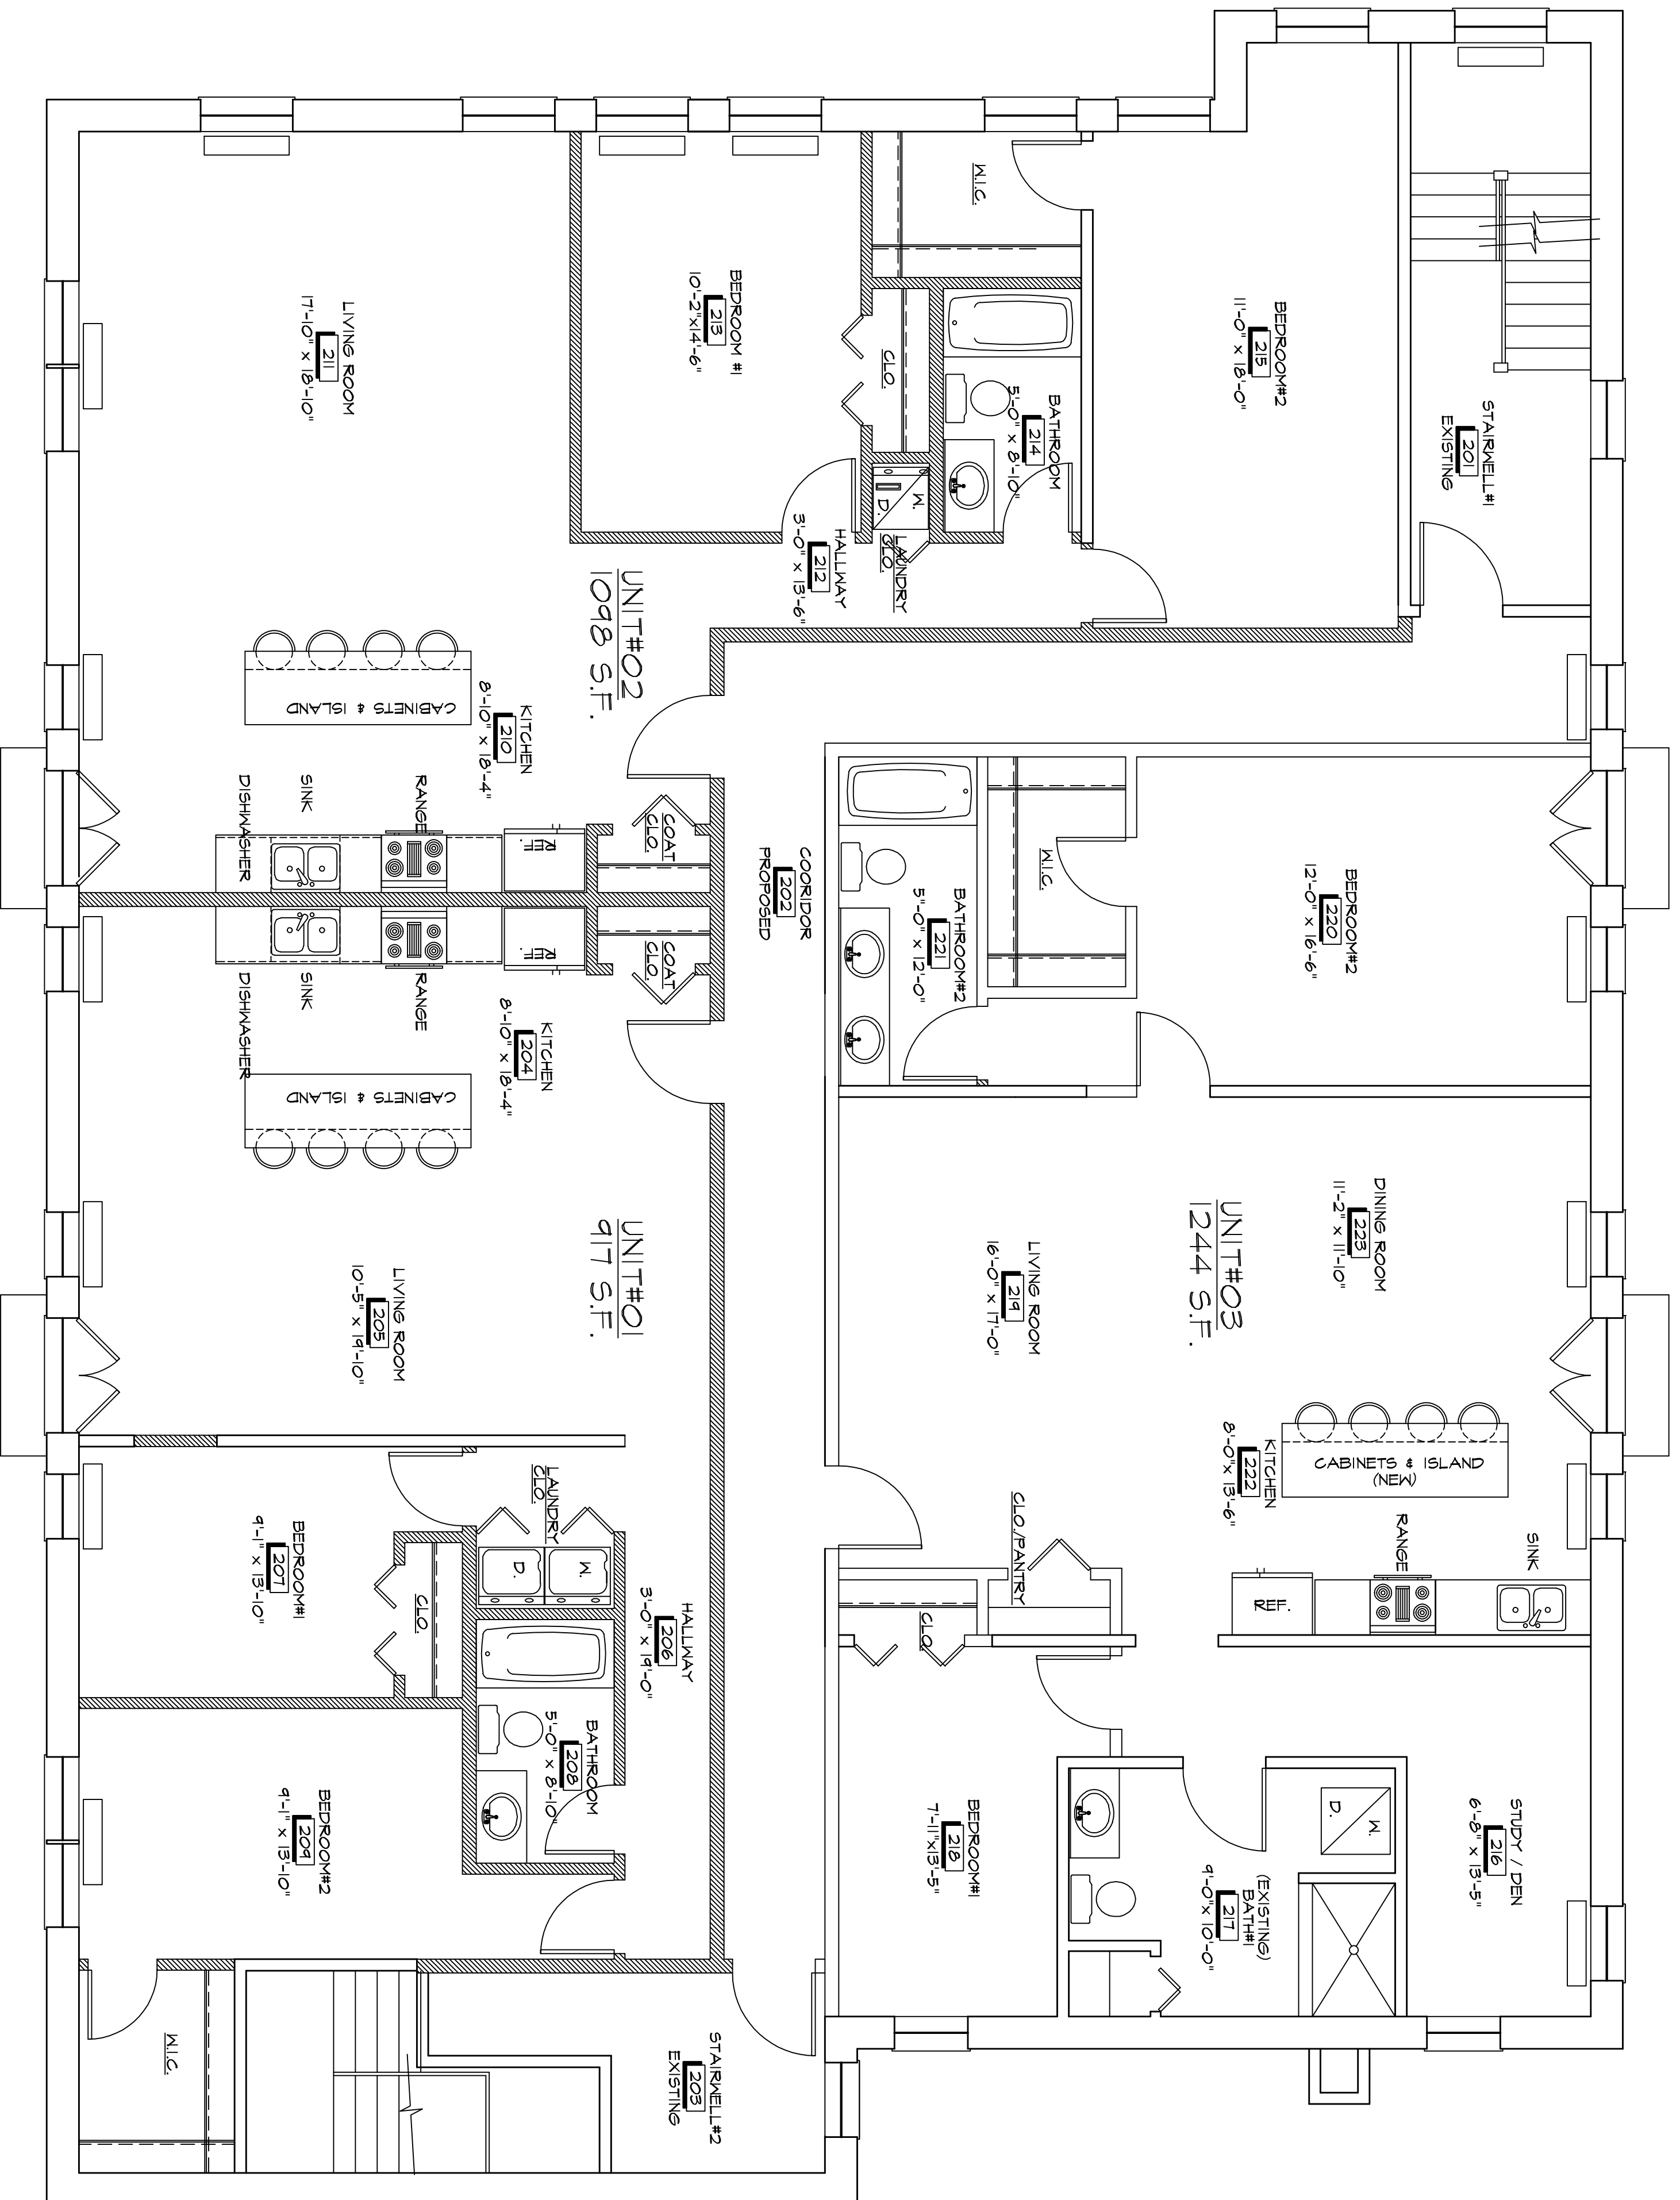 STAIRWELL#1
201
EXISTING
BEDROOM#2
215
11'-0" x 18'-0"
W.I.C.
BATHROOM
214
5'-0" x 8'-10"
CLO.
W.
D.
LAUNDRY
CLO.
BEDROOM #1
213
10'-2"x14'-6"
HALLWAY
212
3'-0" x 13'-6"
LIVING ROOM
211
17'-10" x 18'-10"
UNIT#02
1098 S.F.
KITCHEN
210
8'-10" x 18'-4"
CABINETS & ISLAND
RANGE
SINK
DISHWASHER
REF.
COAT
CLO.
COORIDOR
202
PROPOSED
BEDROOM#2
220
12'-0" x 16'-6"
W.I.C.
BATHROOM#2
221
5'-0" x 12'-0"
COAT
CLO.
REF.
RANGE
SINK
DISHWASHER
KITCHEN
204
8'-10" x 18'-4"
CABINETS & ISLAND
DINING ROOM
223
11'-2" x 11'-10"
UNIT#03
1244 S.F.
LIVING ROOM
219
16'-0" x 17'-0"
UNIT#01
917 S.F.
LIVING ROOM
205
10'-5" x 19'-10"
CABINETS & ISLAND
(NEW)
KITCHEN
222
8'-0"x 13'-6"
RANGE
SINK
REF.
CLO./PANTRY
CLO
LAUNDRY
CLO.
D.
W.
HALLWAY
206
3'-0" x 19'-0"
BEDROOM#1
207
9'-1" x 13'-10"
CLO.
BATHROOM
208
5'-0" x 8'-10"
BEDROOM#2
209
9'-1" x 13'-10"
STUDY / DEN
216
6'-8" x 13'-5"
W.
D.
(EXISTING)
BATH#1
217
9'-0"x 10'-0"
BEDROOM#1
218
7'-11"x13'-5"
STAIRWELL#2
203
EXISTING
W.I.C.